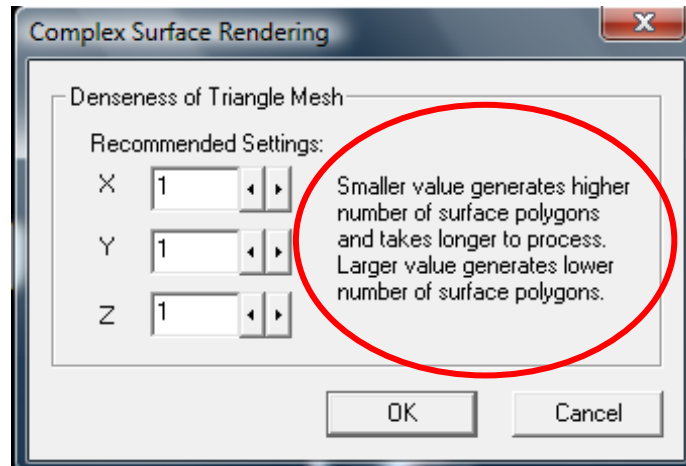 Complex Surface Rendering
X
Denseness of Triangle Mesh
Recommended Settings:
X 1
Y 1
Z 1
Smaller value generates higher
number of surface polygons
and takes longer to process.
Larger value generates lower
number of surface polygons.
OK Cancel